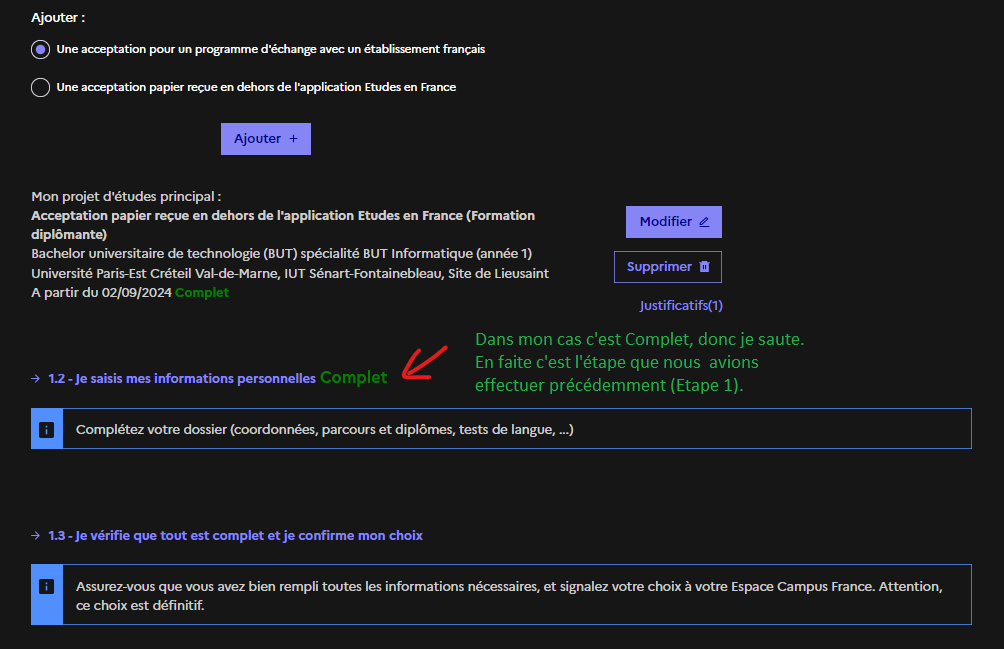 Ajouter :
Une acceptation pour un programme d'échange avec un établissement français
Une acceptation papier reçue en dehors de l'application Etudes en France
Ajouter +
Mon projet d'études principal :
Acceptation papier reçue en dehors de l'application Etudes en France (Formation
diplômante)
Bachelor universitaire de technologie (BUT) spécialité BUT Informatique (année 1)
Université Paris-Est Créteil Val-de-Marne, IUT Sénart-Fontainebleau, Site de Lieusaint
A partir du 02/09/2024 Complet
Modifier
Supprimer
Justificatifs(1)
Dans mon cas c'est Complet, donc je saute.
En faite c'est l'étape que nous avions
effectuer précédemment (Etape 1).
→ 1.2 - Je saisis mes informations personnelles Complet
i Complétez votre dossier (coordonnées, parcours et diplômes, tests de langue, ...)
→ 1.3 - Je vérifie que tout est complet et je confirme mon choix
i Assurez-vous que vous avez bien rempli toutes les informations nécessaires, et signalez votre choix à votre Espace Campus France. Attention,
ce choix est définitif.